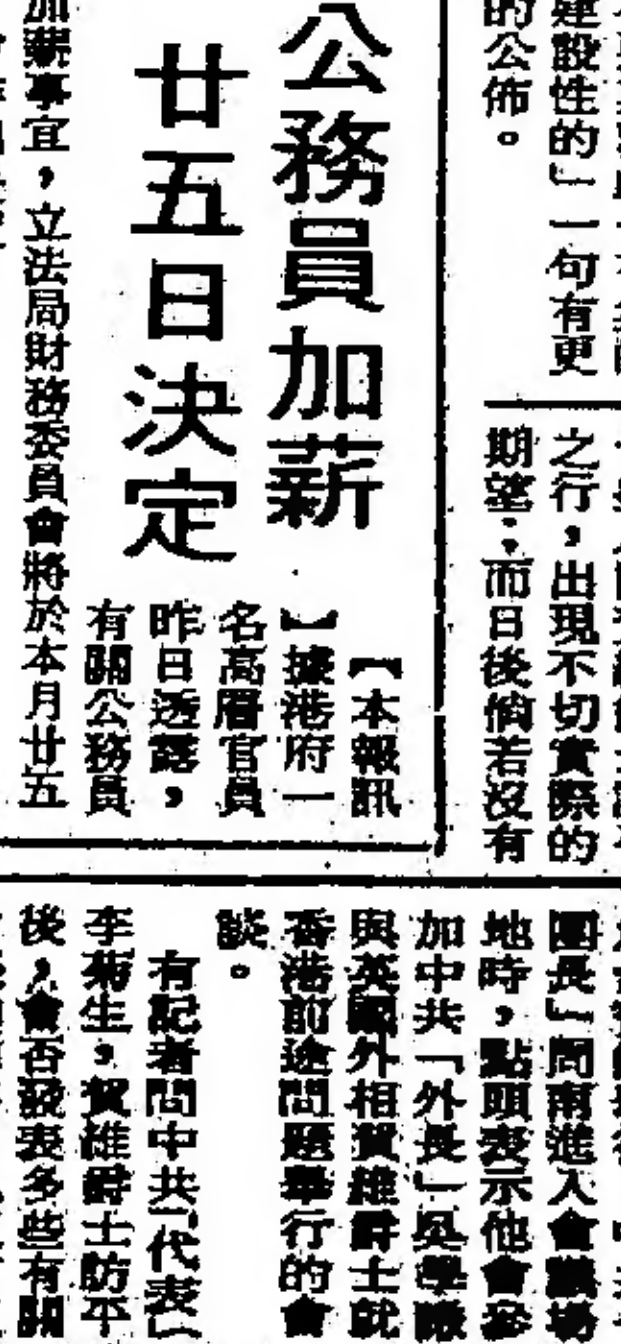 建設性的」一句有更
的公佈。
之行，出現不切實際的
期望；而日後倘若沒有
公務員加薪
廿五日決定
【本報訊
】據港府一
名高層官員
昨日透露，
有關公務員
加薪事宜，立法局財務委員會將於本月廿五
團長」周南進入會議場
地時，點頭表示他會參
加中共「外長」吳學謙
與英國外相賀維爵士就
香港前途問題舉行的會
談。
有記者問中共「代表」
李菊生，賀維爵士訪平
後，會否發表多些有關